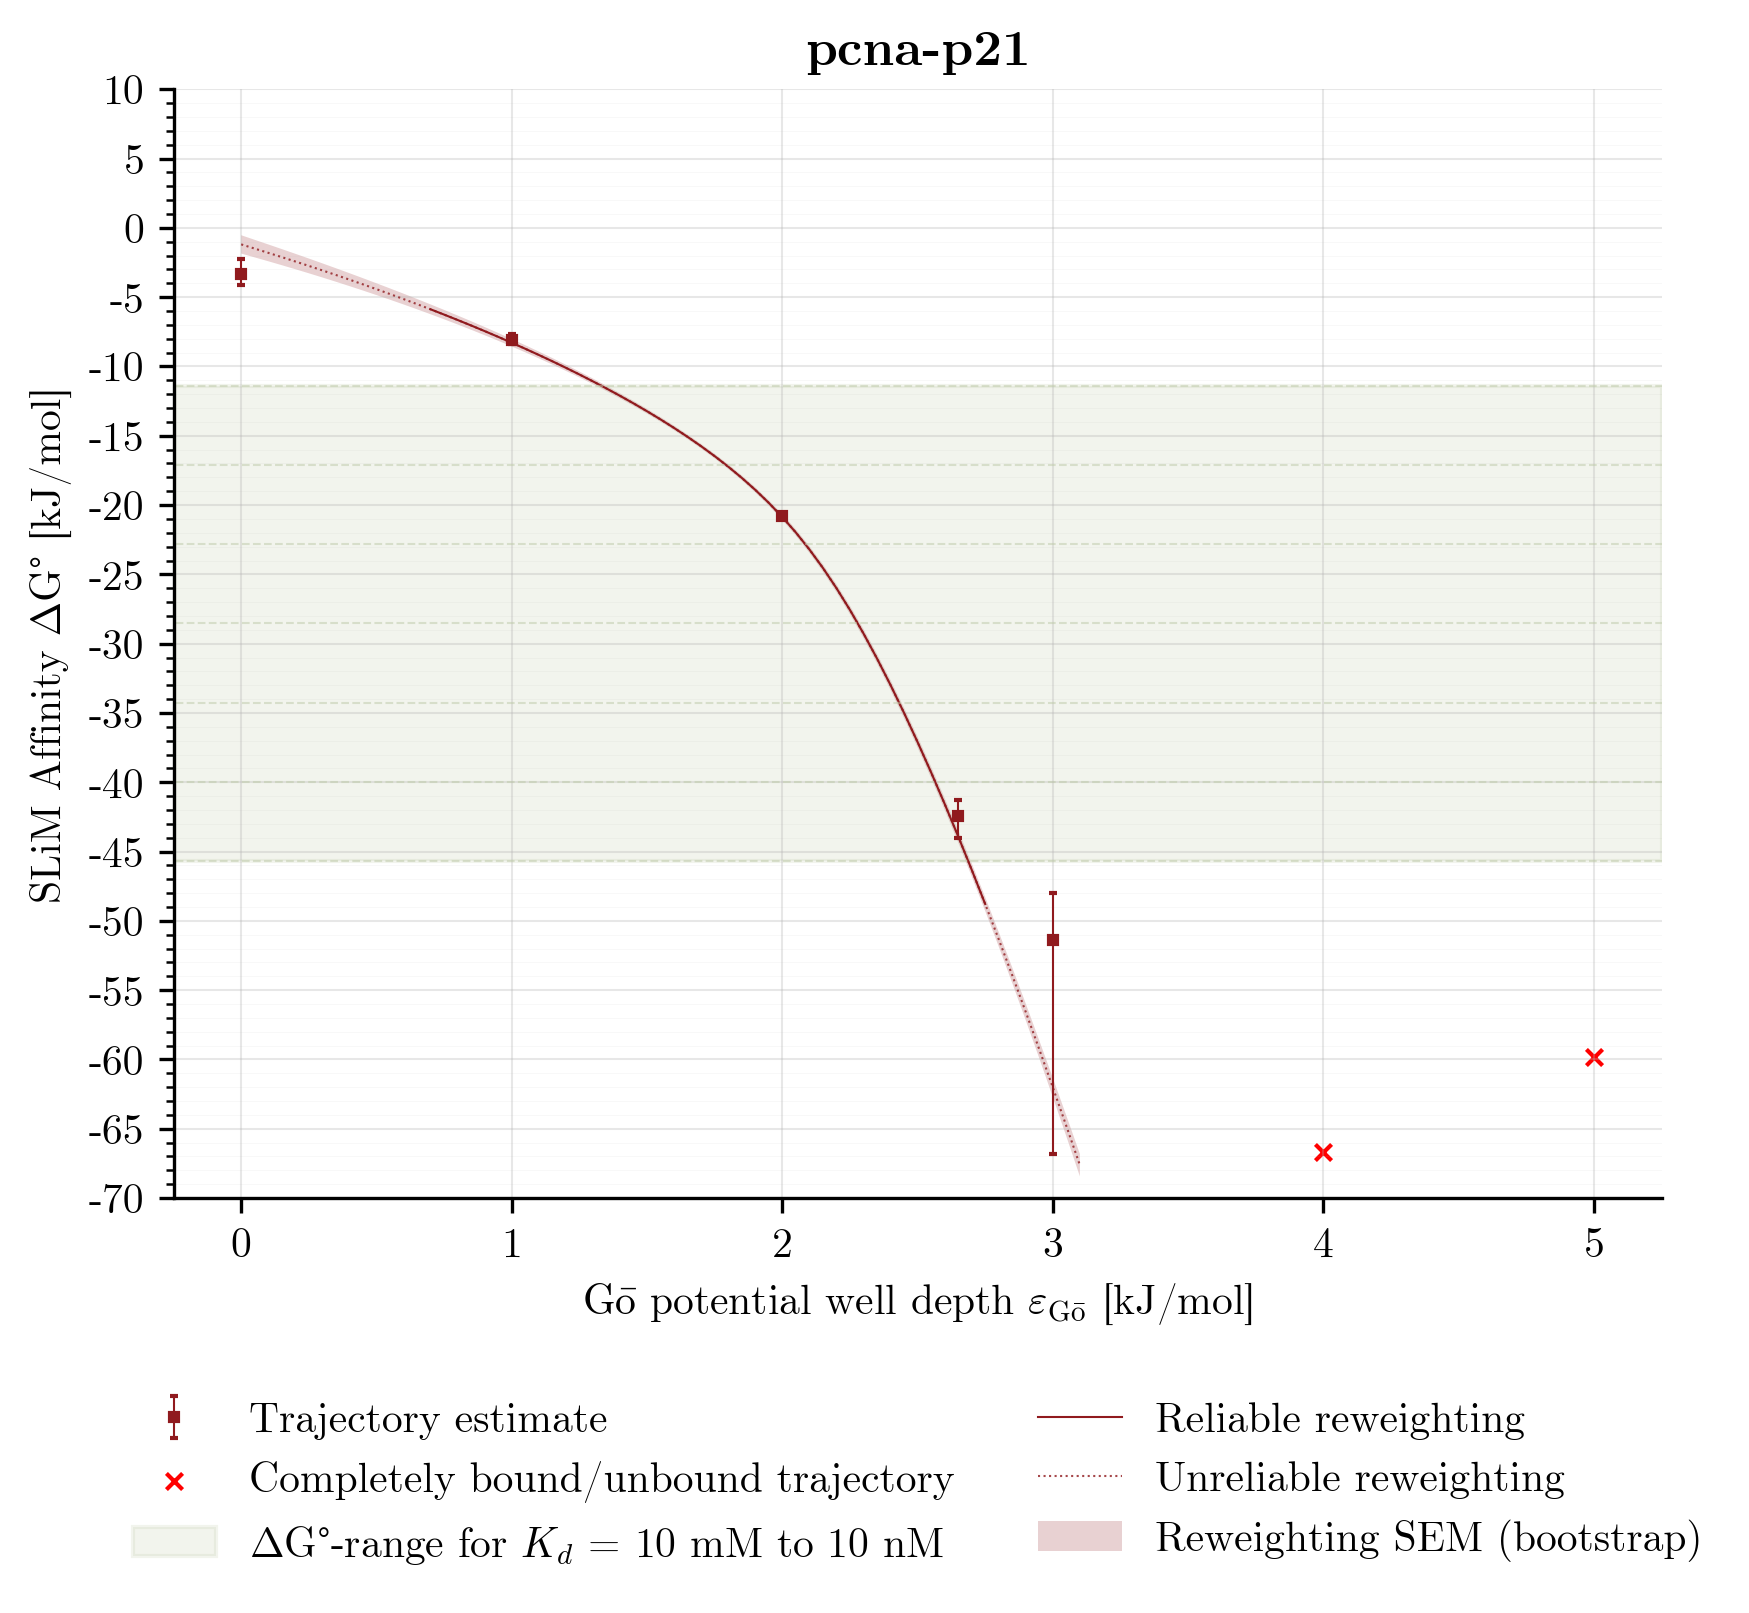 pcna-p21
10
5
0
-5
-10
-15
-20
-25
-30
-35
-40
-45
-50
-55
-60
-65
-70
SLiM Affinity ΔG° [kJ/mol]
0 1 2 3 4 5
Gō potential well depth ε_Gō [kJ/mol]
Trajectory estimate
Completely bound/unbound trajectory
ΔG°-range for K_d = 10 mM to 10 nM
Reliable reweighting
Unreliable reweighting
Reweighting SEM (bootstrap)